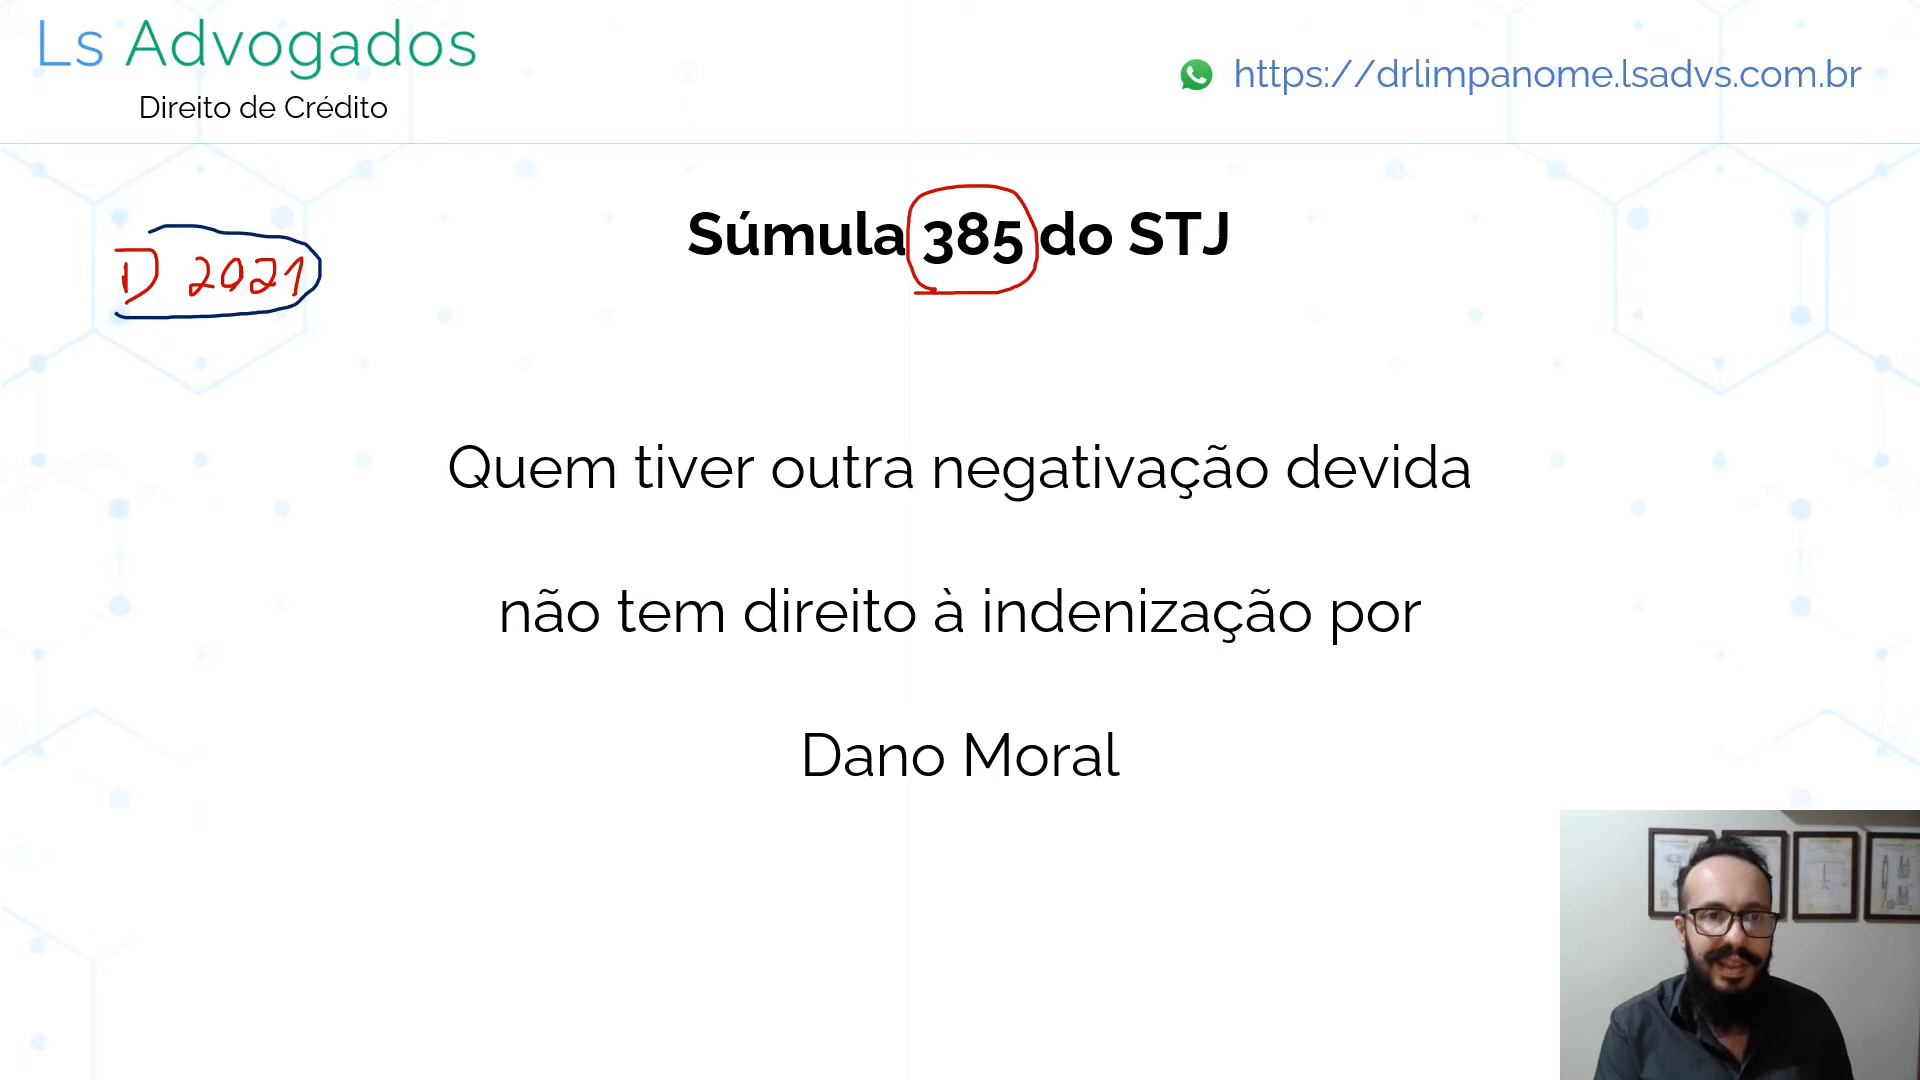 Ls Advogados
Direito de Crédito
https://drlimpanome.lsadvs.com.br
Súmula 385 do STJ
D 2021
Quem tiver outra negativação devida
não tem direito à indenização por
Dano Moral